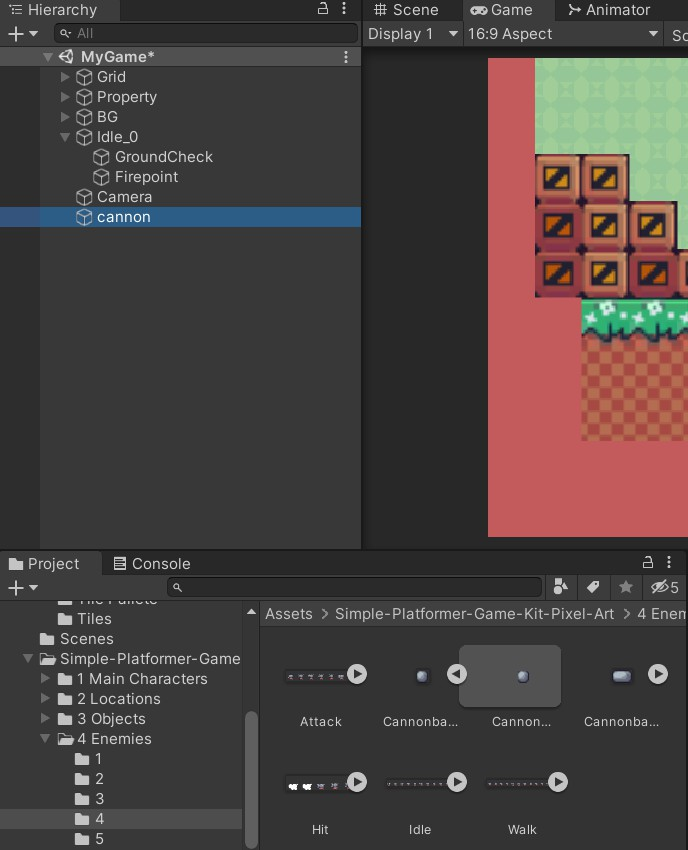 Hierarchy
All
MyGame*
Grid
Property
BG
Idle_0
GroundCheck
Firepoint
Camera
cannon
Scene
Game
Animator
Display 1
16:9 Aspect
Sc
Project
Console
5
Tile Pallets
Tiles
Scenes
Simple-Platformer-Game
1 Main Characters
2 Locations
3 Objects
4 Enemies
1
2
3
4
5
Assets > Simple-Platformer-Game-Kit-Pixel-Art > 4 Enem
Attack
Cannonba...
Cannon...
Cannonba...
Hit
Idle
Walk